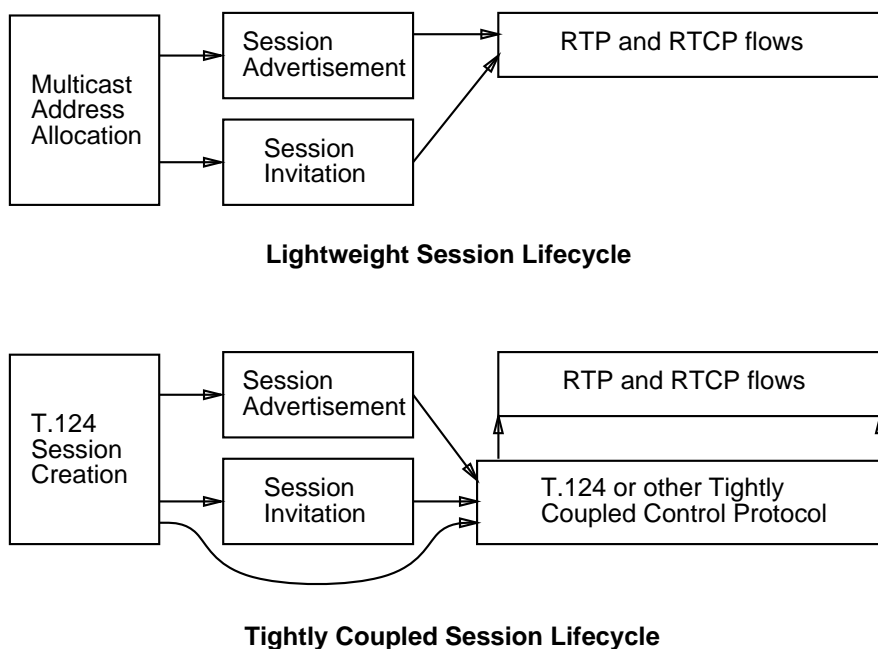 Multicast
Address
Allocation
Session
Advertisement
Session
Invitation
RTP and RTCP flows
Lightweight Session Lifecycle
T.124
Session
Creation
Session
Advertisement
Session
Invitation
RTP and RTCP flows
T.124 or other Tightly
Coupled Control Protocol
Tightly Coupled Session Lifecycle